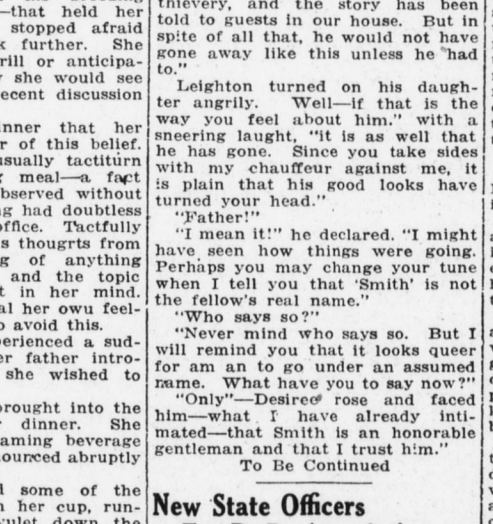 —that held her
stopped afraid
further. She
or anticipa-
she would see
recent discussion
inner that her
of this belief.
usually tactitürn
meal—a fact
observed without
had doubtless
office. Tactfully
thougrts from
of anything
and the topic
in her mind.
her owu feel-
avoid this.
perienced a sud-
father intro-
she wished to
brought into the
dinner. She
aming beverage
nounced abruptly
some of the
her cup, run-
down the
thievery, and the story has been
told to guests in our house. But in
spite of all that, he would not have
gone away like this unless he had
to."
Leighton turned on his daugh-
ter angrily. Well—if that is the
way you feel about him." with a
sneering laught, "it is as well that
he has gone. Since you take sides
with my chauffeur against me, it
is plain that his good looks have
turned your head."
"Father!"
"I mean it!" he declared. "I might
have seen how things were going.
Perhaps you may change your tune
when I tell you that 'Smith' is not
the fellow's real name."
"Who says so?"
"Never mind who says so. But I
will remind you that it looks queer
for am an to go under an assumed
name. What have you to say now?"
"Only"—Desiree rose and faced
him—what I have already inti-
mated—that Smith is an honorable
gentleman and that I trust him."
To Be Continued
New State Officers